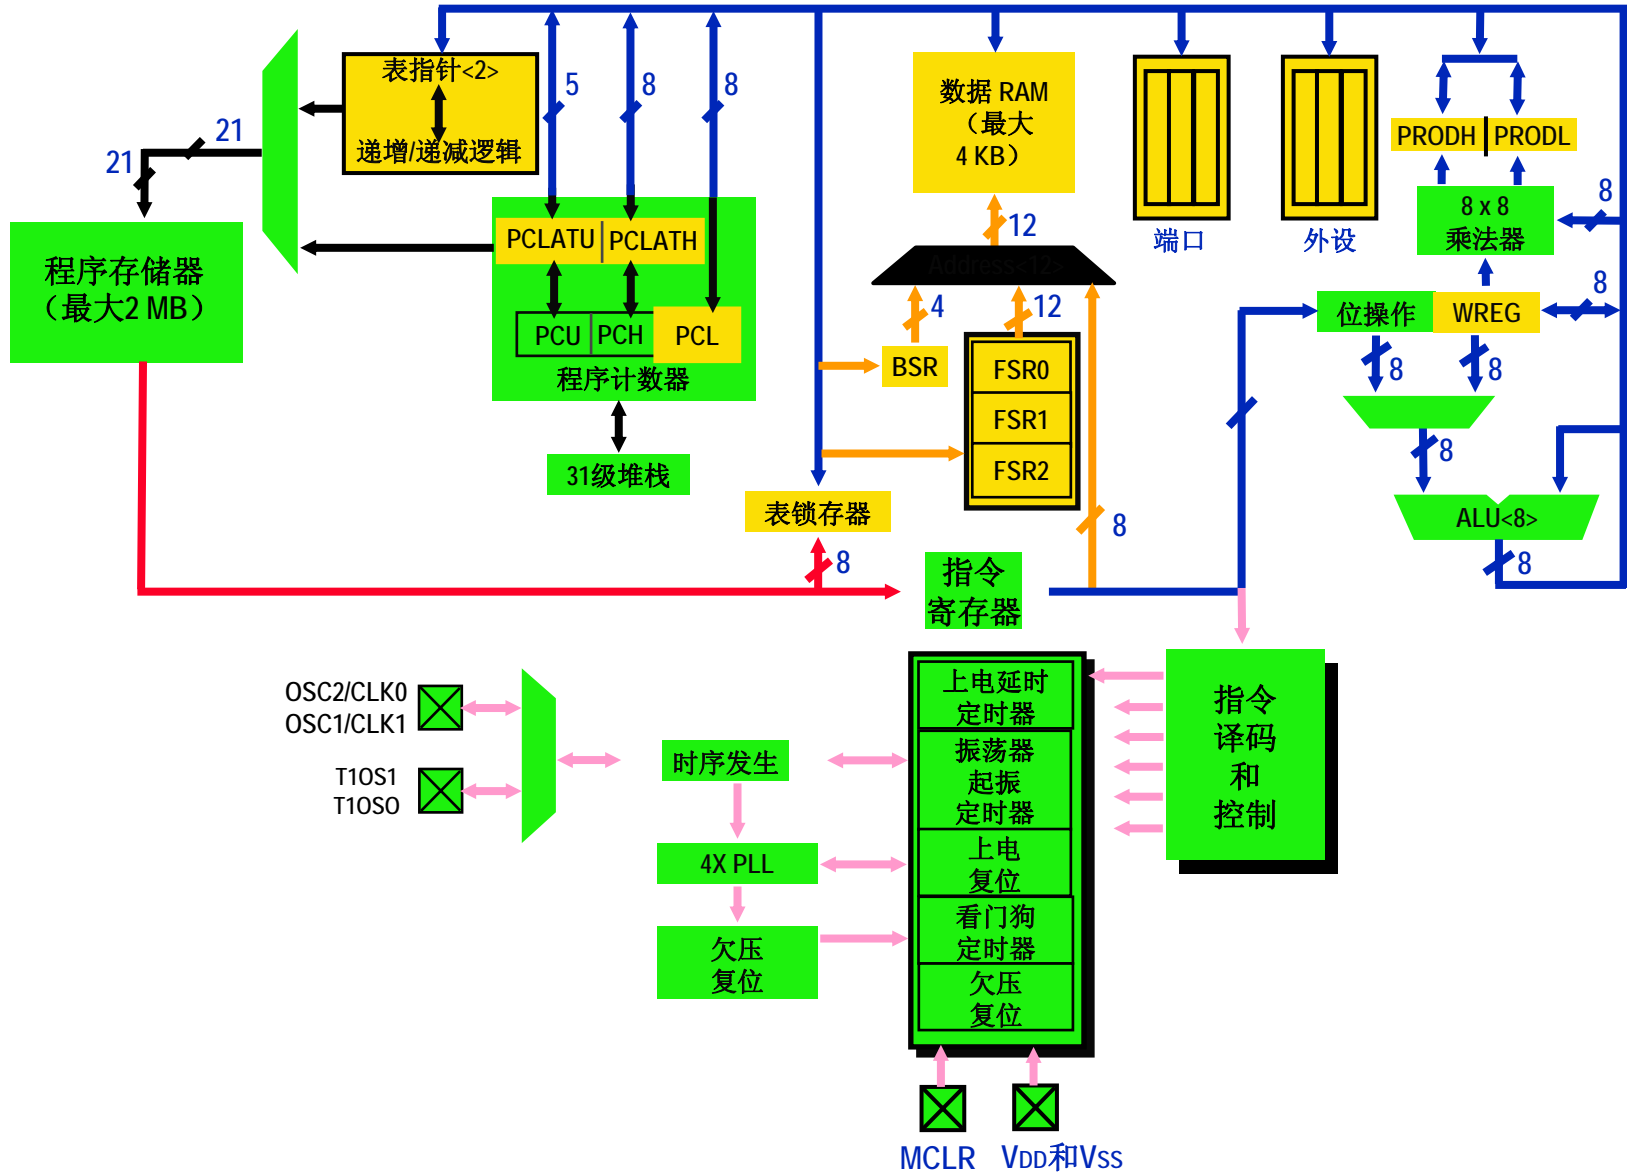 表指针<2>
递增/递减逻辑
5
8
8
21
21
程序存储器
（最大2 MB）
PCLATU
PCLATH
PCU
PCH
PCL
程序计数器
31级堆栈
数据 RAM
（最大
4 KB）
12
Address<12>
4
12
BSR
FSR0
FSR1
FSR2
表锁存器
8
8
端口
外设
PRODH
PRODL
8 x 8
乘法器
8
位操作
WREG
8
8
8
8
ALU<8>
8
指令
寄存器
指令
译码
和
控制
OSC2/CLK0
OSC1/CLK1
T1OS1
T1OSO
时序发生
4X PLL
欠压
复位
上电延时
定时器
振荡器
起振
定时器
上电
复位
看门狗
定时器
欠压
复位
MCLR
VDD和VSS